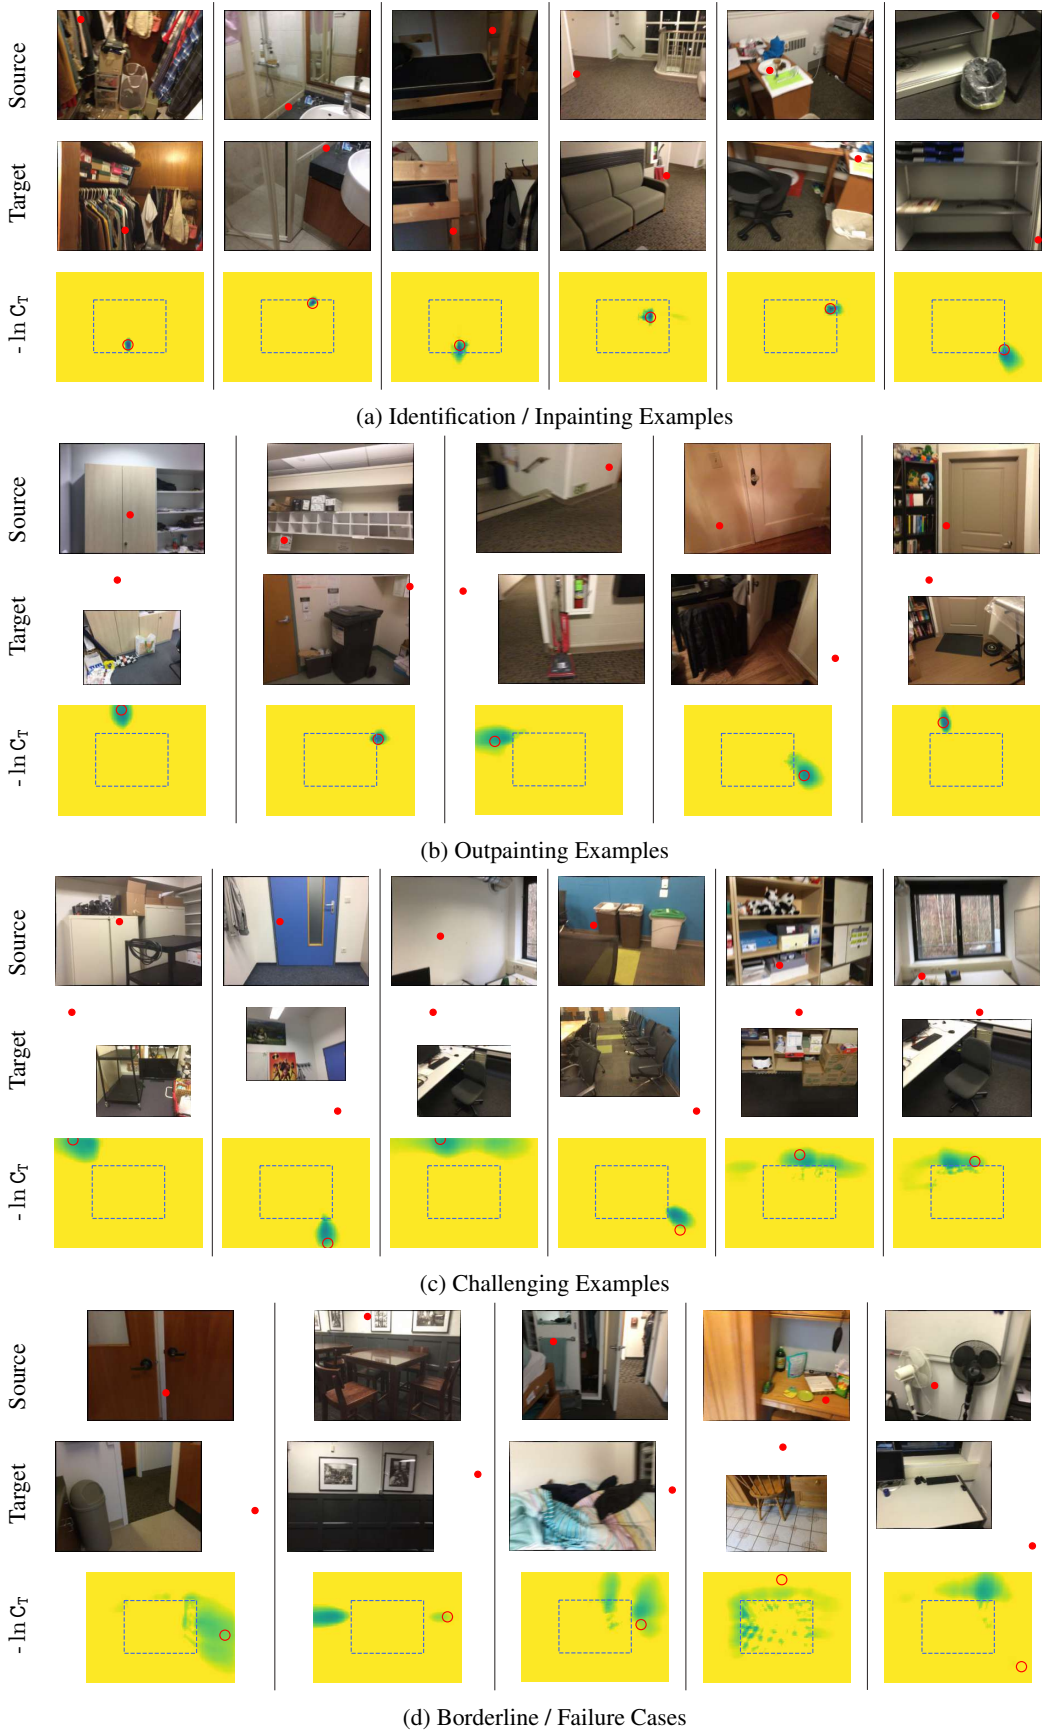 Source
Target
- ln C_T
(a) Identification / Inpainting Examples
Source
Target
- ln C_T
(b) Outpainting Examples
Source
Target
- ln C_T
(c) Challenging Examples
Source
Target
- ln C_T
(d) Borderline / Failure Cases